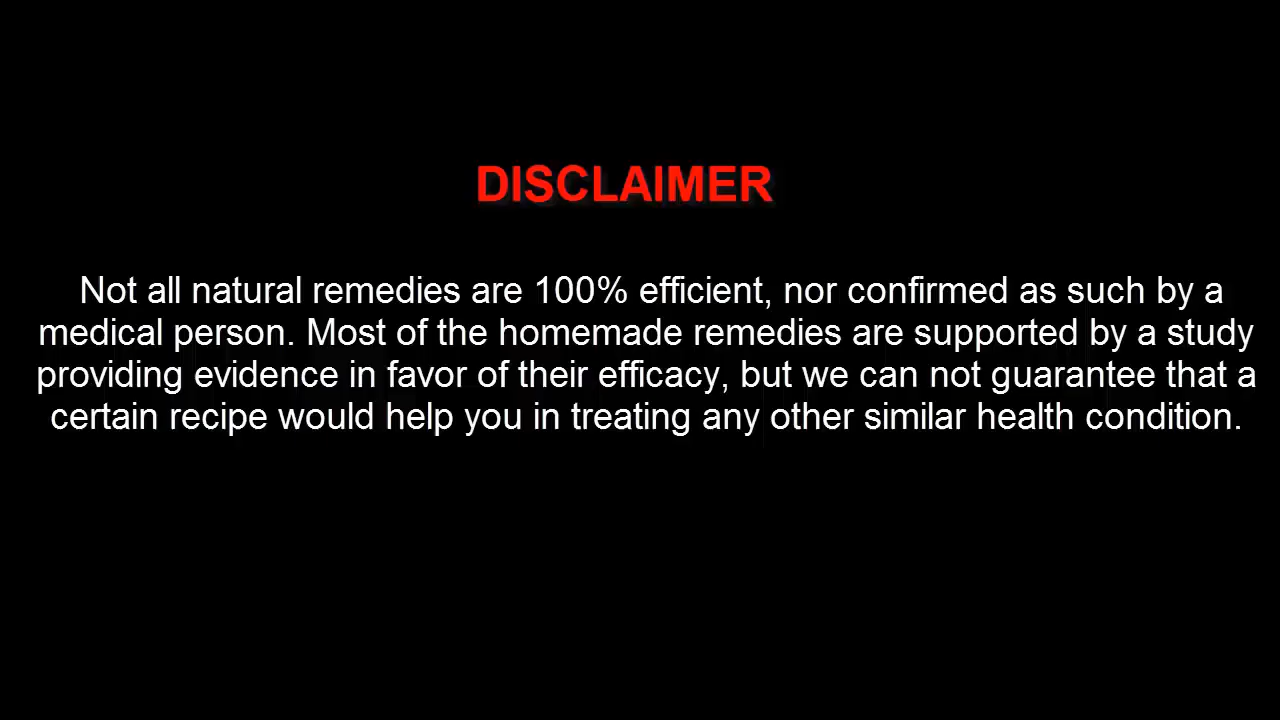 DISCLAIMER
Not all natural remedies are 100% efficient, nor confirmed as such by a
medical person. Most of the homemade remedies are supported by a study
providing evidence in favor of their efficacy, but we can not guarantee that a
certain recipe would help you in treating any other similar health condition.